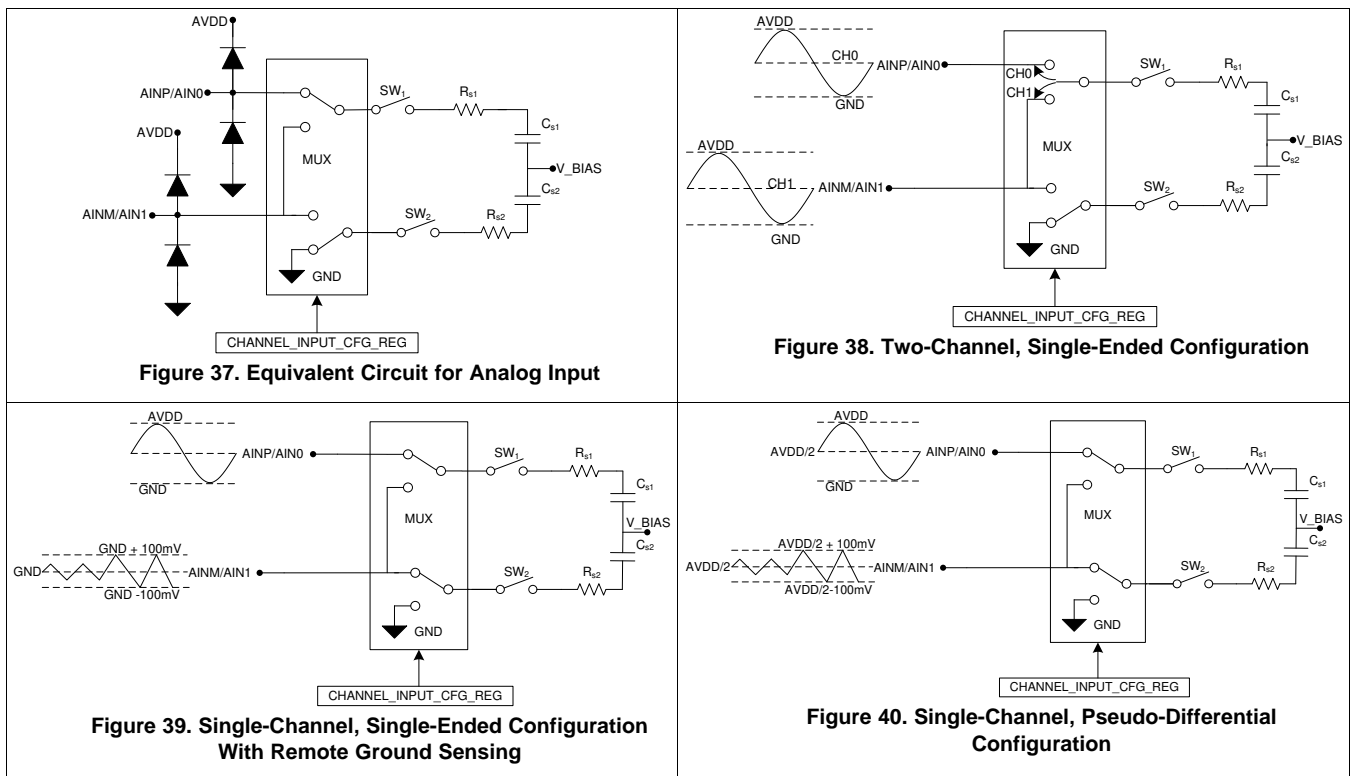 AVDD
AINP/AIN0
AVDD
AINM/AIN1
MUX
GND
SW1
Rs1
Cs1
V_BIAS
Cs2
SW2
Rs2
CHANNEL_INPUT_CFG_REG
Figure 37. Equivalent Circuit for Analog Input
AVDD
CH0
GND
AINP/AIN0
AVDD
CH1
GND
AINM/AIN1
CH0
CH1
MUX
GND
SW1
Rs1
Cs1
V_BIAS
Cs2
SW2
Rs2
CHANNEL_INPUT_CFG_REG
Figure 38. Two-Channel, Single-Ended Configuration
AVDD
GND
AINP/AIN0
GND + 100mV
GND
GND -100mV
AINM/AIN1
MUX
GND
SW1
Rs1
Cs1
V_BIAS
Cs2
SW2
Rs2
CHANNEL_INPUT_CFG_REG
Figure 39. Single-Channel, Single-Ended Configuration
With Remote Ground Sensing
AVDD
AVDD/2
GND
AINP/AIN0
AVDD/2 + 100mV
AVDD/2
AVDD/2-100mV
AINM/AIN1
MUX
GND
SW1
Rs1
Cs1
V_BIAS
Cs2
SW2
Rs2
CHANNEL_INPUT_CFG_REG
Figure 40. Single-Channel, Pseudo-Differential
Configuration